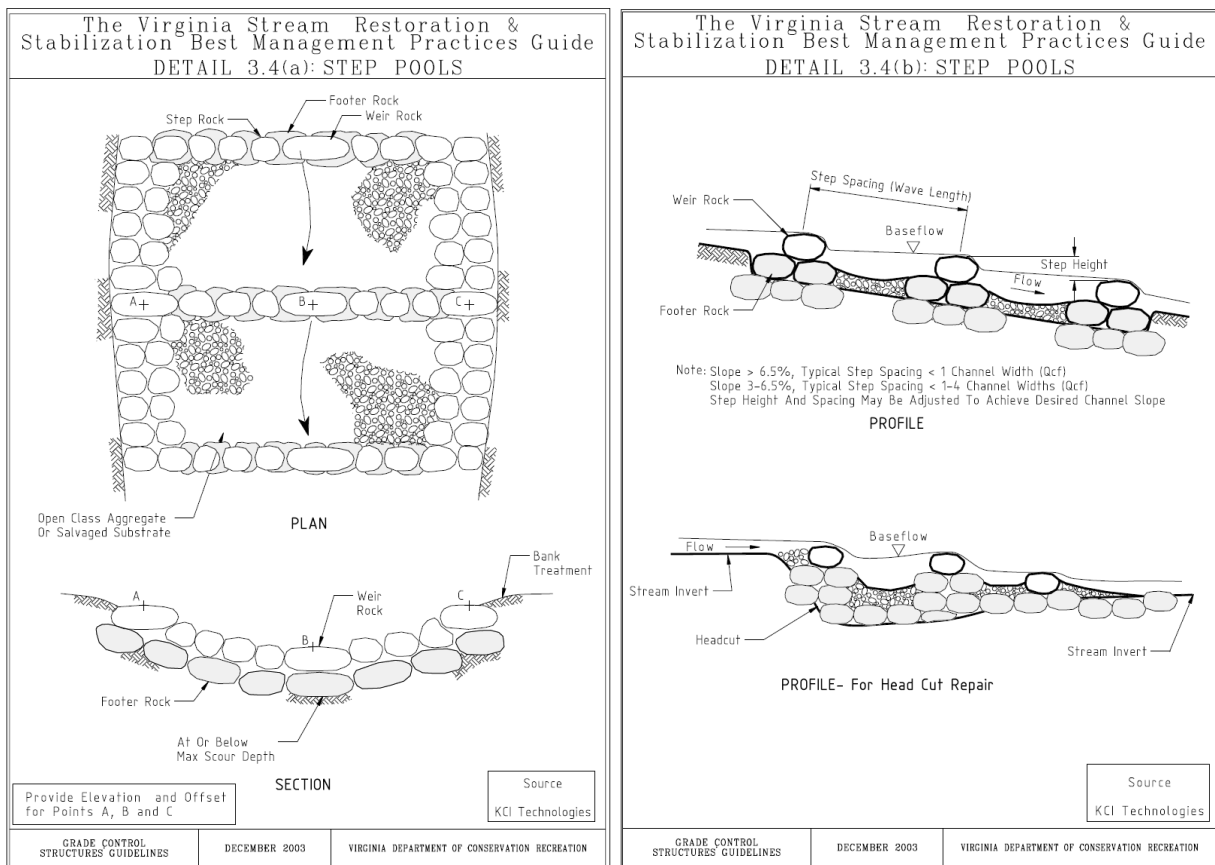 The Virginia Stream Restoration &
Stabilization Best Management Practices Guide
DETAIL 3.4(a): STEP POOLS
Footer Rock
Step Rock
Weir Rock
A
B
C
Open Class Aggregate
Or Salvaged Substrate
PLAN
Bank
Treatment
A
Weir
Rock
C
B
Footer Rock
At Or Below
Max Scour Depth
SECTION
Provide Elevation and Offset
for Points A, B and C
Source
KCI Technologies
GRADE CONTROL
STRUCTURES GUIDELINES
DECEMBER 2003
VIRGINIA DEPARTMENT OF CONSERVATION RECREATION
The Virginia Stream Restoration &
Stabilization Best Management Practices Guide
DETAIL 3.4(b): STEP POOLS
Step Spacing (Wave Length)
Weir Rock
Baseflow
Step Height
Flow
Footer Rock
Note: Slope > 6.5%, Typical Step Spacing < 1 Channel Width (Qcf)
Slope 3-6.5%, Typical Step Spacing < 1-4 Channel Widths (Qcf)
Step Height And Spacing May Be Adjusted To Achieve Desired Channel Slope
PROFILE
Baseflow
Flow
Stream Invert
Headcut
Stream Invert
PROFILE- For Head Cut Repair
Source
KCI Technologies
GRADE CONTROL
STRUCTURES GUIDELINES
DECEMBER 2003
VIRGINIA DEPARTMENT OF CONSERVATION RECREATION